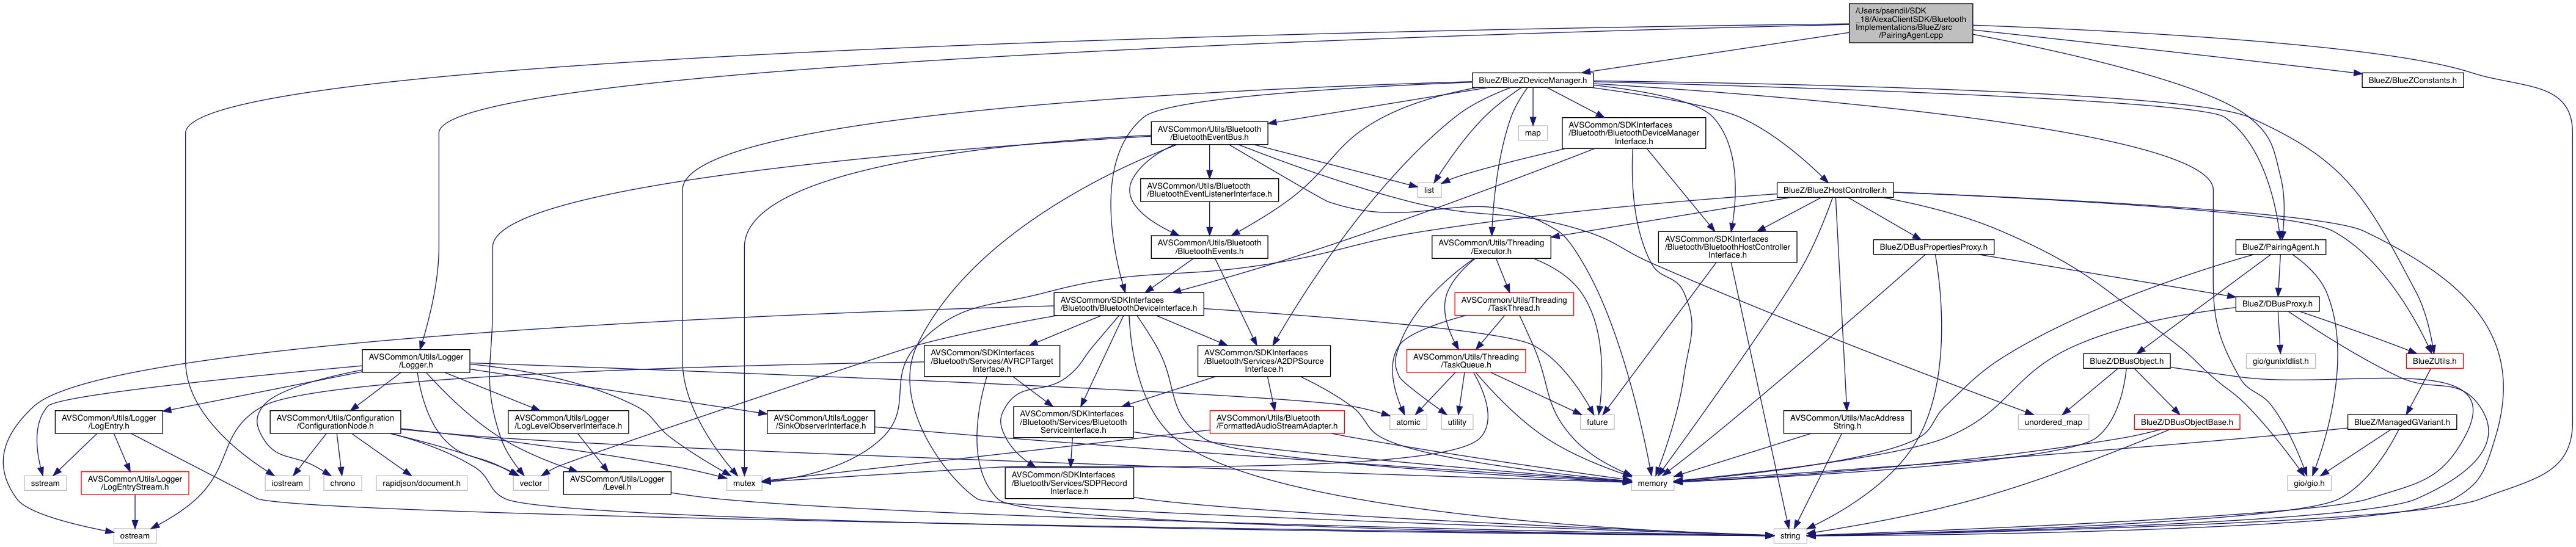 /Users/psendil/SDK
_18/AlexaClientSDK/Bluetooth
Implementations/BlueZ/src
/PairingAgent.cpp
BlueZ/BlueZDeviceManager.h
BlueZ/BlueZConstants.h
AVSCommon/Utils/Bluetooth
/BluetoothEventBus.h
map
AVSCommon/SDKInterfaces
/Bluetooth/BluetoothDeviceManager
Interface.h
AVSCommon/Utils/Bluetooth
/BluetoothEventListenerInterface.h
list
BlueZ/BlueZHostController.h
AVSCommon/Utils/Bluetooth
/BluetoothEvents.h
AVSCommon/Utils/Threading
/Executor.h
AVSCommon/SDKInterfaces
/Bluetooth/BluetoothHostController
Interface.h
BlueZ/DBusPropertiesProxy.h
BlueZ/PairingAgent.h
AVSCommon/SDKInterfaces
/Bluetooth/BluetoothDeviceInterface.h
AVSCommon/Utils/Threading
/TaskThread.h
BlueZ/DBusProxy.h
AVSCommon/Utils/Logger
/Logger.h
AVSCommon/SDKInterfaces
/Bluetooth/Services/AVRCPTarget
Interface.h
AVSCommon/SDKInterfaces
/Bluetooth/Services/A2DPSource
Interface.h
AVSCommon/Utils/Threading
/TaskQueue.h
BlueZ/DBusObject.h
gio/gunixfdlist.h
BlueZUtils.h
AVSCommon/Utils/Logger
/LogEntry.h
AVSCommon/Utils/Configuration
/ConfigurationNode.h
AVSCommon/Utils/Logger
/LogLevelObserverInterface.h
AVSCommon/Utils/Logger
/SinkObserverInterface.h
AVSCommon/SDKInterfaces
/Bluetooth/Services/Bluetooth
ServiceInterface.h
AVSCommon/Utils/Bluetooth
/FormattedAudioStreamAdapter.h
atomic
utility
future
AVSCommon/Utils/MacAddress
String.h
unordered_map
BlueZ/DBusObjectBase.h
BlueZ/ManagedGVariant.h
sstream
AVSCommon/Utils/Logger
/LogEntryStream.h
iostream
chrono
rapidjson/document.h
vector
AVSCommon/Utils/Logger
/Level.h
mutex
AVSCommon/SDKInterfaces
/Bluetooth/Services/SDPRecord
Interface.h
memory
gio/gio.h
ostream
string